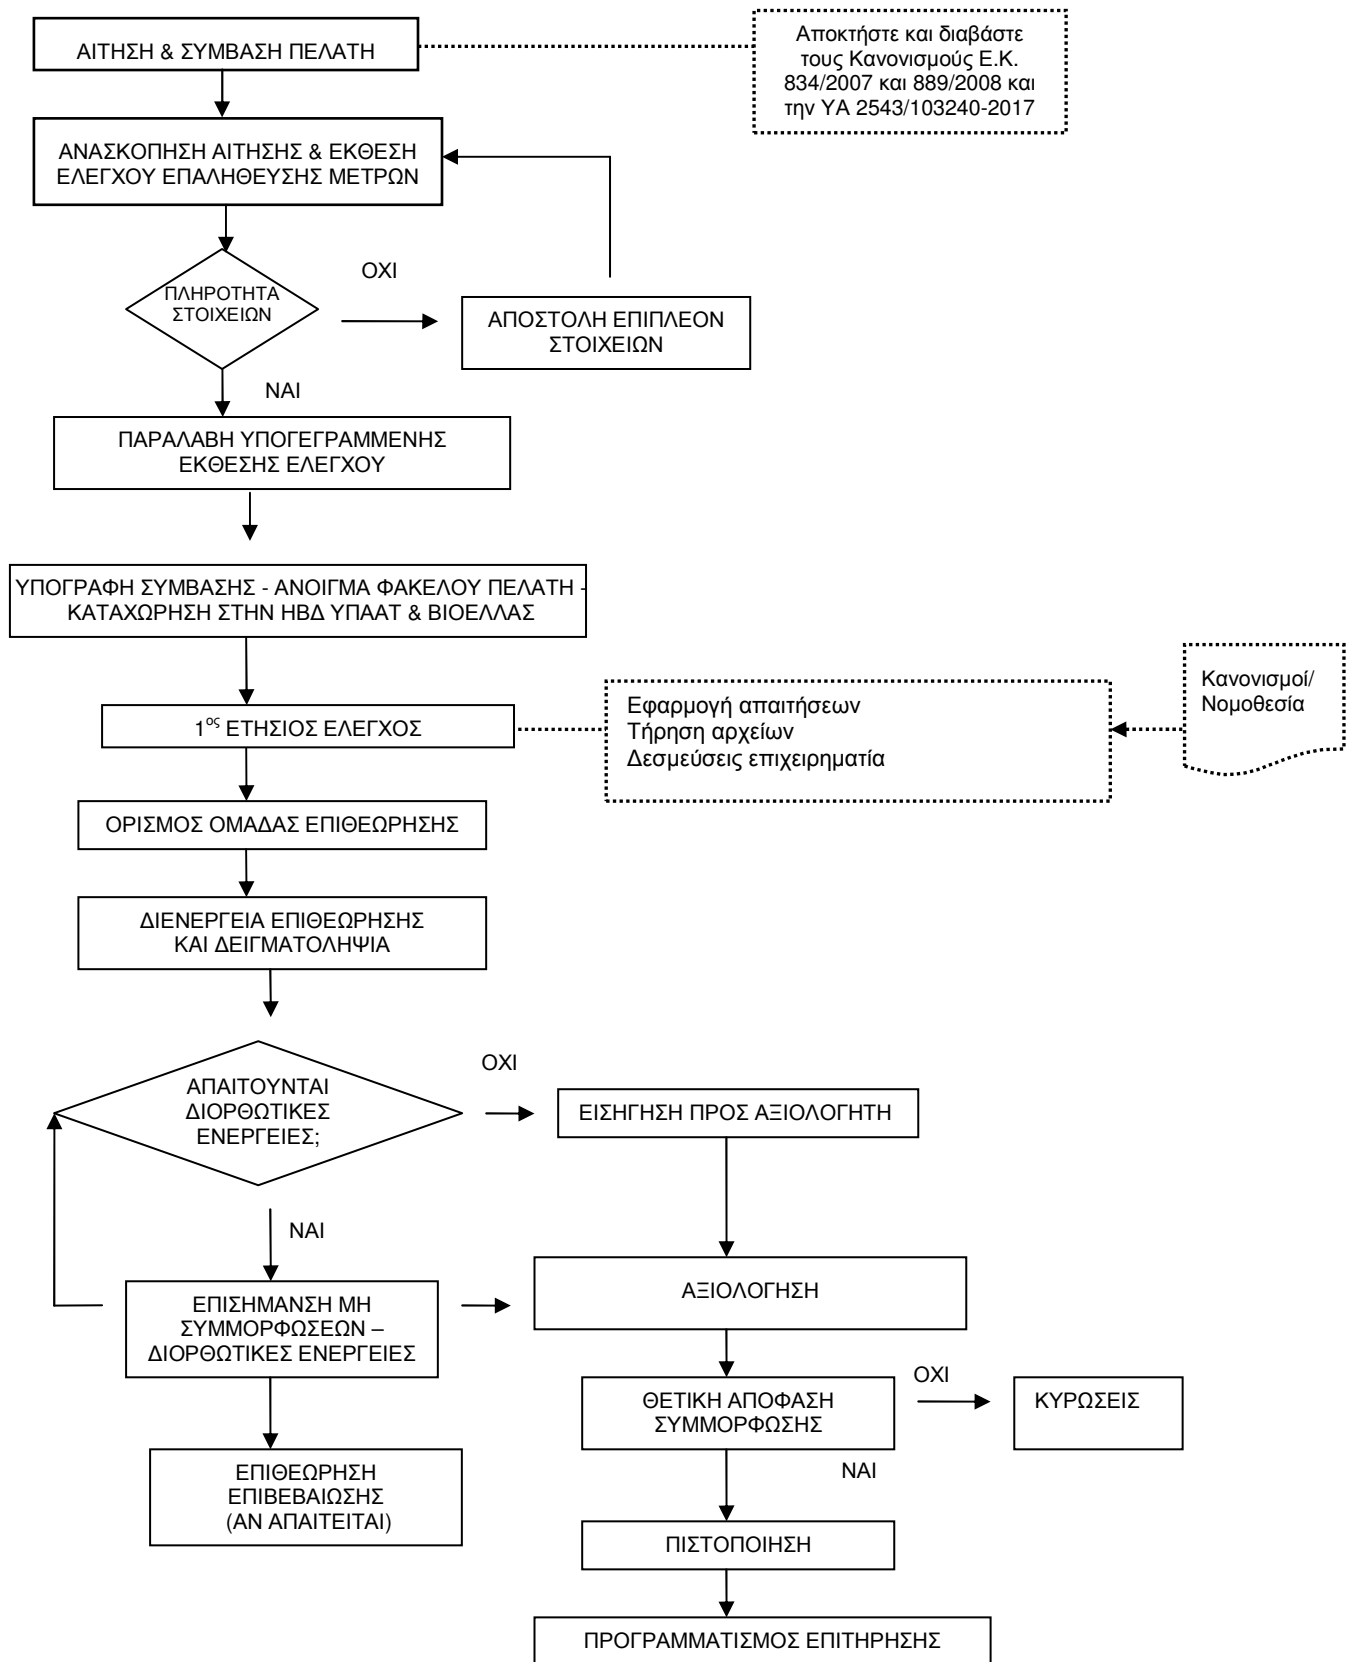 ΑΙΤΗΣΗ & ΣΥΜΒΑΣΗ ΠΕΛΑΤΗ
Αποκτήστε και διαβάστε
τους Κανονισμούς Ε.Κ.
834/2007 και 889/2008 και
την ΥΑ 2543/103240-2017
ΑΝΑΣΚΟΠΗΣΗ ΑΙΤΗΣΗΣ & ΕΚΘΕΣΗ
ΕΛΕΓΧΟΥ ΕΠΑΛΗΘΕΥΣΗΣ ΜΕΤΡΩΝ
ΠΛΗΡΟΤΗΤΑ
ΣΤΟΙΧΕΙΩΝ
ΟΧΙ
ΑΠΟΣΤΟΛΗ ΕΠΙΠΛΕΟΝ
ΣΤΟΙΧΕΙΩΝ
ΝΑΙ
ΠΑΡΑΛΑΒΗ ΥΠΟΓΕΓΡΑΜΜΕΝΗΣ
ΕΚΘΕΣΗΣ ΕΛΕΓΧΟΥ
ΥΠΟΓΡΑΦΗ ΣΥΜΒΑΣΗΣ - ΑΝΟΙΓΜΑ ΦΑΚΕΛΟΥ ΠΕΛΑΤΗ -
ΚΑΤΑΧΩΡΗΣΗ ΣΤΗΝ ΗΒΔ ΥΠΑΑΤ & ΒΙΟΕΛΛΑΣ
1ος ΕΤΗΣΙΟΣ ΕΛΕΓΧΟΣ
Εφαρμογή απαιτήσεων
Τήρηση αρχείων
Δεσμεύσεις επιχειρηματία
Κανονισμοί/
Νομοθεσία
ΟΡΙΣΜΟΣ ΟΜΑΔΑΣ ΕΠΙΘΕΩΡΗΣΗΣ
ΔΙΕΝΕΡΓΕΙΑ ΕΠΙΘΕΩΡΗΣΗΣ
ΚΑΙ ΔΕΙΓΜΑΤΟΛΗΨΙΑ
ΑΠΑΙΤΟΥΝΤΑΙ
ΔΙΟΡΘΩΤΙΚΕΣ
ΕΝΕΡΓΕΙΕΣ;
ΟΧΙ
ΕΙΣΗΓΗΣΗ ΠΡΟΣ ΑΞΙΟΛΟΓΗΤΗ
ΝΑΙ
ΕΠΙΣΗΜΑΝΣΗ ΜΗ
ΣΥΜΜΟΡΦΩΣΕΩΝ –
ΔΙΟΡΘΩΤΙΚΕΣ ΕΝΕΡΓΕΙΕΣ
ΑΞΙΟΛΟΓΗΣΗ
ΘΕΤΙΚΗ ΑΠΟΦΑΣΗ
ΣΥΜΜΟΡΦΩΣΗΣ
ΟΧΙ
ΚΥΡΩΣΕΙΣ
ΕΠΙΘΕΩΡΗΣΗ
ΕΠΙΒΕΒΑΙΩΣΗΣ
(ΑΝ ΑΠΑΙΤΕΙΤΑΙ)
ΝΑΙ
ΠΙΣΤΟΠΟΙΗΣΗ
ΠΡΟΓΡΑΜΜΑΤΙΣΜΟΣ ΕΠΙΤΗΡΗΣΗΣ